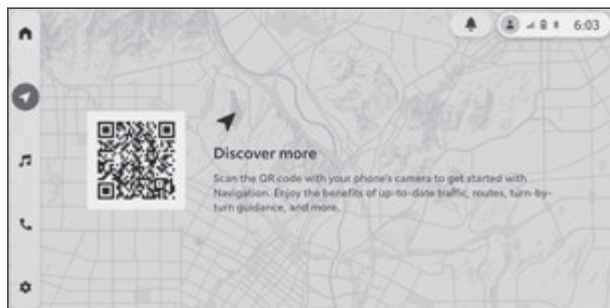 6:03
Discover more
Scan the QR code with your phone's camera to get started with
Navigation. Enjoy the benefits of up-to-date traffic, routes, turn-by-
turn guidance, and more.